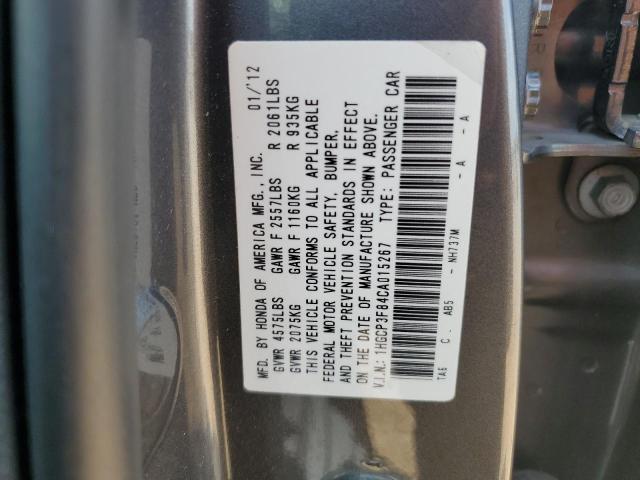 MFD. BY HONDA OF AMERICA MFG., INC. 01/'12
GVWR 4575LBS GAWR F 2557LBS R 2061LBS
GVWR 2075KG GAWR F 1160KG R 935KG
THIS VEHICLE CONFORMS TO ALL APPLICABLE
FEDERAL MOTOR VEHICLE SAFETY, BUMPER,
AND THEFT PREVENTION STANDARDS IN EFFECT
ON THE DATE OF MANUFACTURE SHOWN ABOVE.
V.I.N.: 1HGCP3F84CA015267 TYPE: PASSENGER CAR
TA6 C - AB5 - NH737M - A - A